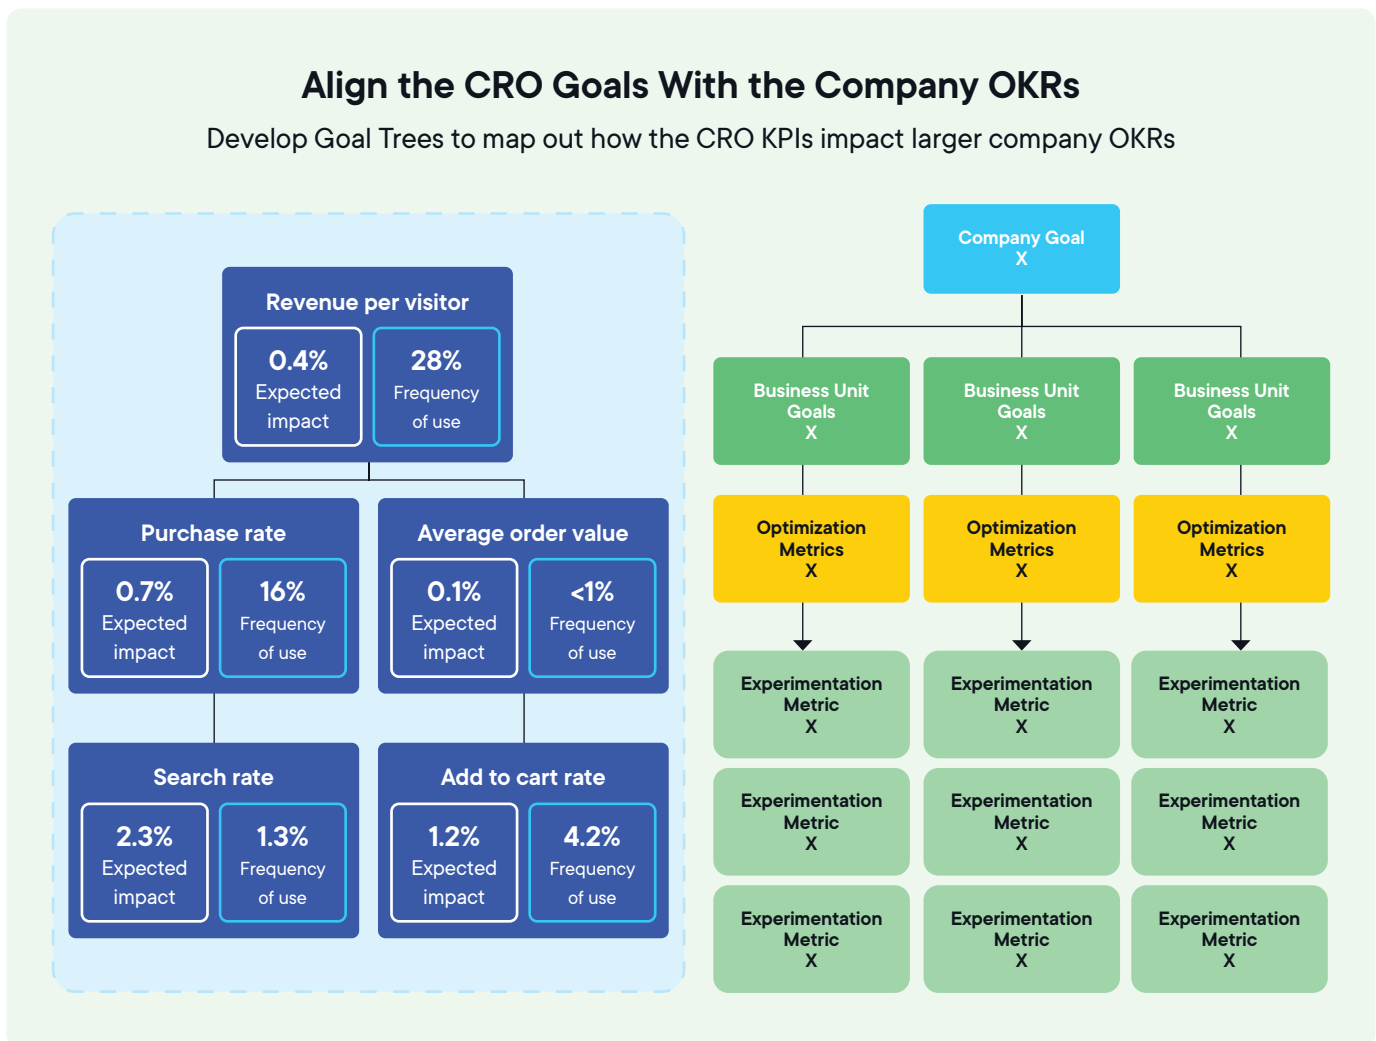 Align the CRO Goals With the Company OKRs
Develop Goal Trees to map out how the CRO KPIs impact larger company OKRs
Revenue per visitor
0.4%
Expected
impact
28%
Frequency
of use
Purchase rate
0.7%
Expected
impact
16%
Frequency
of use
Average order value
0.1%
Expected
impact
<1%
Frequency
of use
Search rate
2.3%
Expected
impact
1.3%
Frequency
of use
Add to cart rate
1.2%
Expected
impact
4.2%
Frequency
of use
Company Goal
X
Business Unit
Goals
X
Business Unit
Goals
X
Business Unit
Goals
X
Optimization
Metrics
X
Optimization
Metrics
X
Optimization
Metrics
X
Experimentation
Metric
X
Experimentation
Metric
X
Experimentation
Metric
X
Experimentation
Metric
X
Experimentation
Metric
X
Experimentation
Metric
X
Experimentation
Metric
X
Experimentation
Metric
X
Experimentation
Metric
X